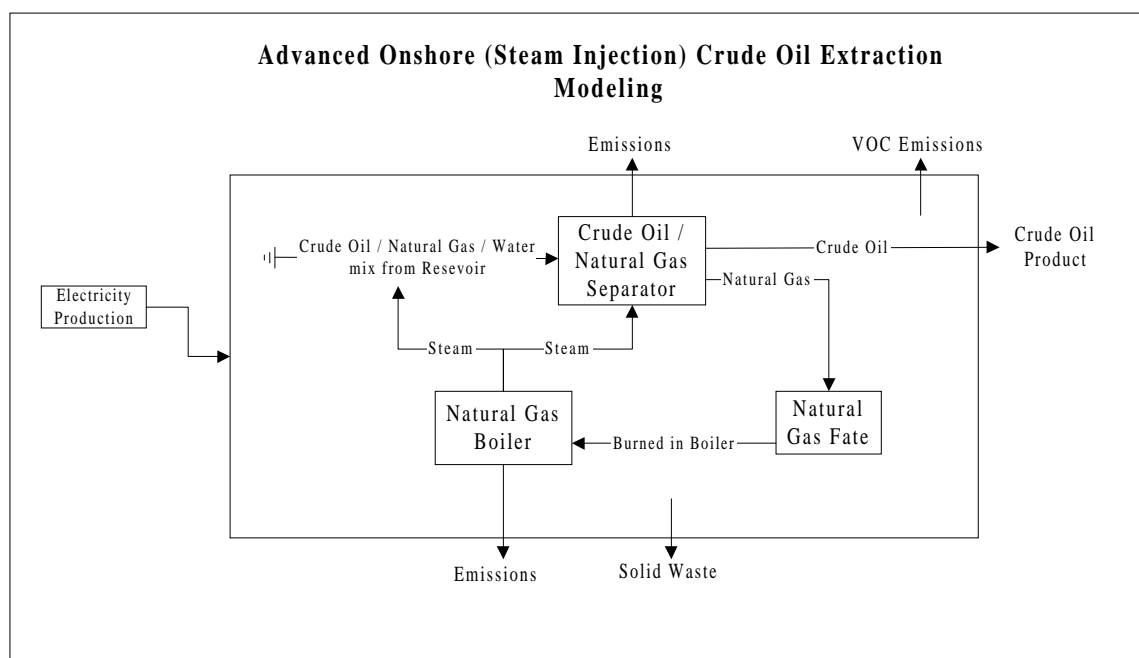 Advanced Onshore (Steam Injection) Crude Oil Extraction
Modeling
Emissions
VOC Emissions
Crude Oil / Natural Gas / Water
mix from Resevoir
Crude Oil /
Natural Gas
Separator
Crude Oil
Crude Oil
Product
Natural Gas
Electricity
Production
Steam
Steam
Natural Gas
Boiler
Burned in Boiler
Natural
Gas Fate
Emissions
Solid Waste